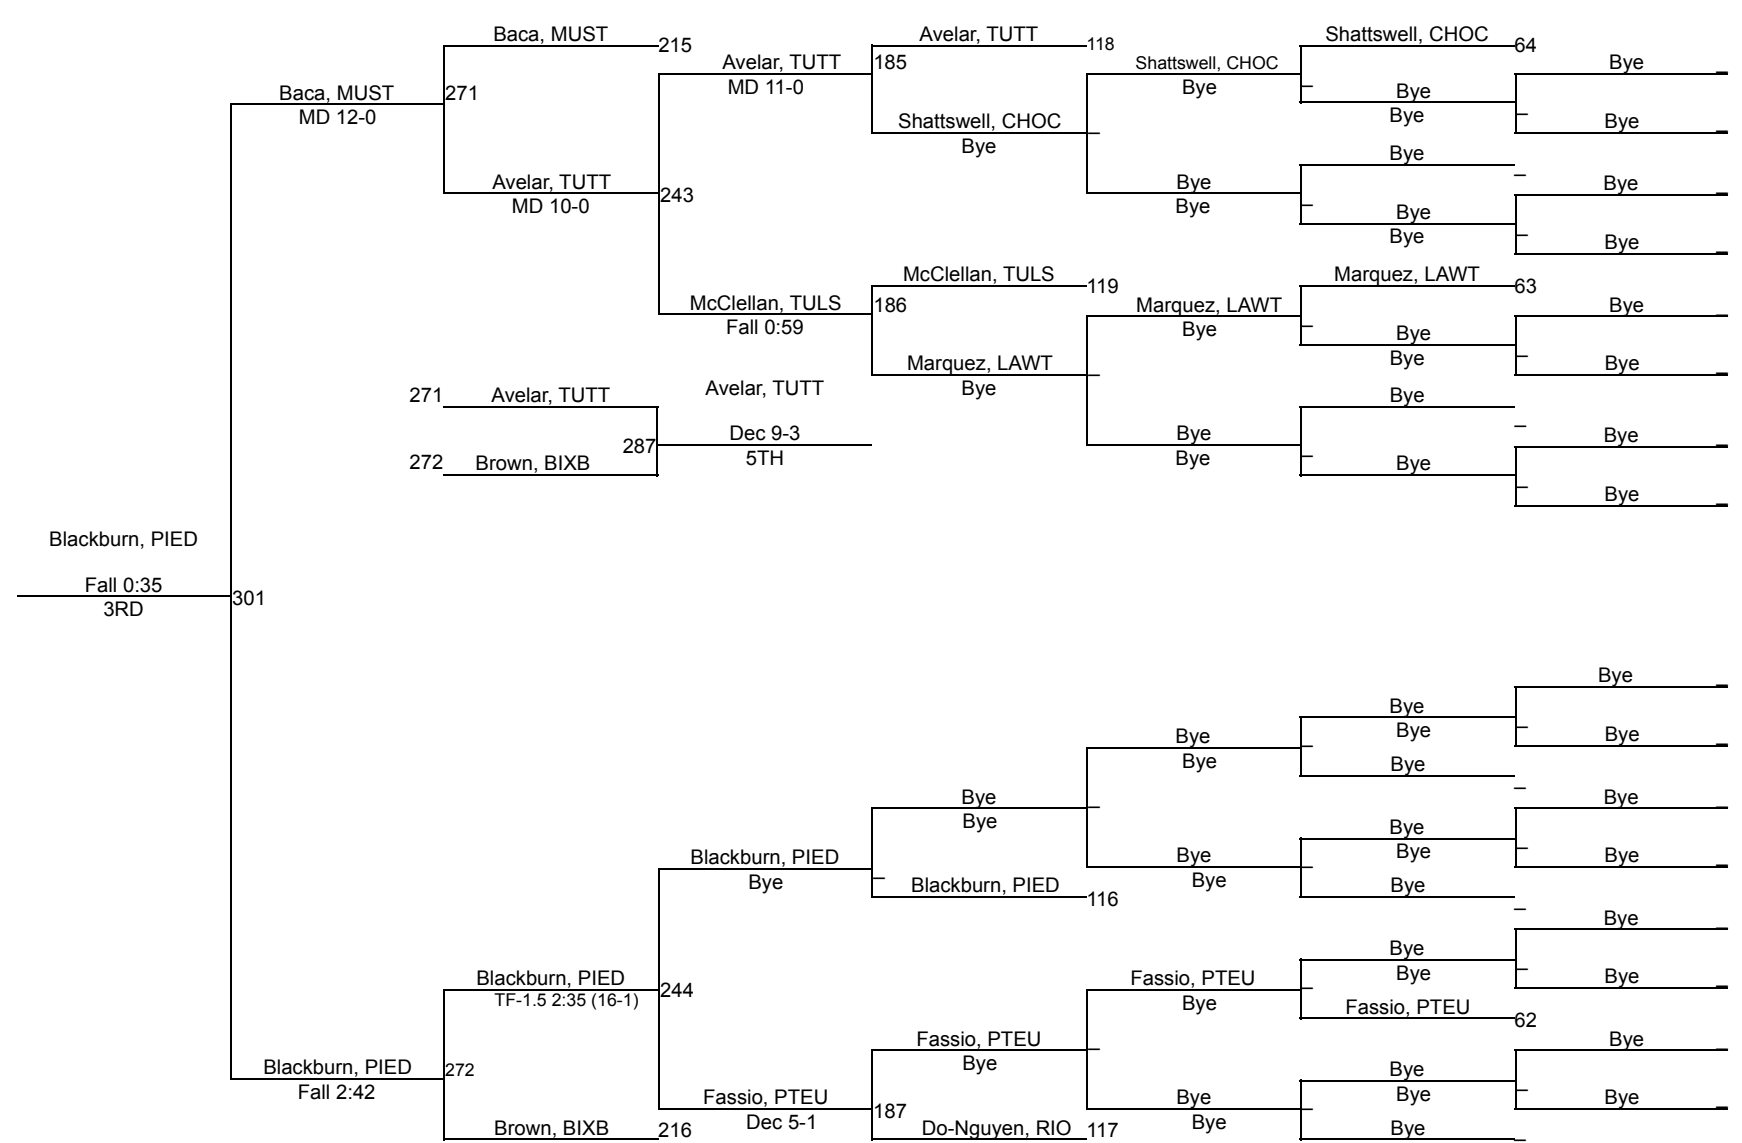 Baca, MUST
215
Avelar, TUTT
118
Shattswell, CHOC
64
Avelar, TUTT
185
Shattswell, CHOC
Bye
Baca, MUST
271
MD 11-0
Bye
Bye
MD 12-0
Shattswell, CHOC
Bye
Bye
Bye
Bye
Avelar, TUTT
Bye
Bye
MD 10-0
243
Bye
Bye
Bye
Bye
McClellan, TULS
119
Marquez, LAWT
63
McClellan, TULS
186
Marquez, LAWT
Bye
Fall 0:59
Bye
Bye
Marquez, LAWT
Bye
Bye
271
Avelar, TUTT
Avelar, TUTT
Bye
Bye
287
Dec 9-3
Bye
Bye
272
Brown, BIXB
5TH
Bye
Bye
Bye
Blackburn, PIED
Fall 0:35
301
3RD
Bye
Bye
Bye
Bye
Bye
Bye
Bye
Bye
Bye
Bye
Bye
Bye
Blackburn, PIED
Bye
Bye
Bye
Bye
Blackburn, PIED
116
Bye
Bye
Bye
Bye
Blackburn, PIED
244
Fassio, PTEU
Bye
Bye
TF-1.5 2:35 (16-1)
Bye
Fassio, PTEU
62
Fassio, PTEU
Bye
Blackburn, PIED
272
Bye
Bye
Fall 2:42
Fassio, PTEU
187
Bye
Bye
Bye
Dec 5-1
Bye
Brown, BIXB
216
Do-Nguyen, RIO
117
Bye